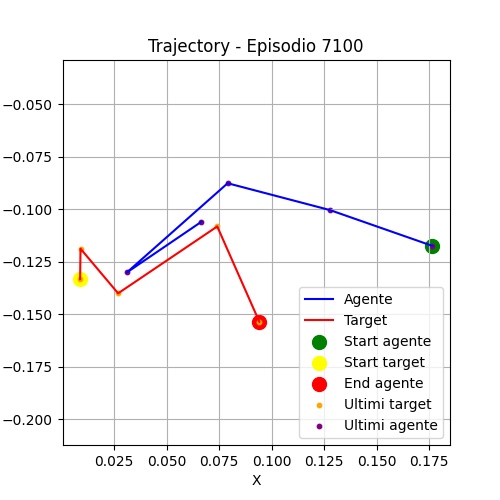 Trajectory - Episodio 7100
−0.050
−0.075
−0.100
−0.125
−0.150
−0.175
−0.200
Agente
Target
Start agente
Start target
End agente
Ultimi target
Ultimi agente
0.025 0.050 0.075 0.100 0.125 0.150 0.175
X